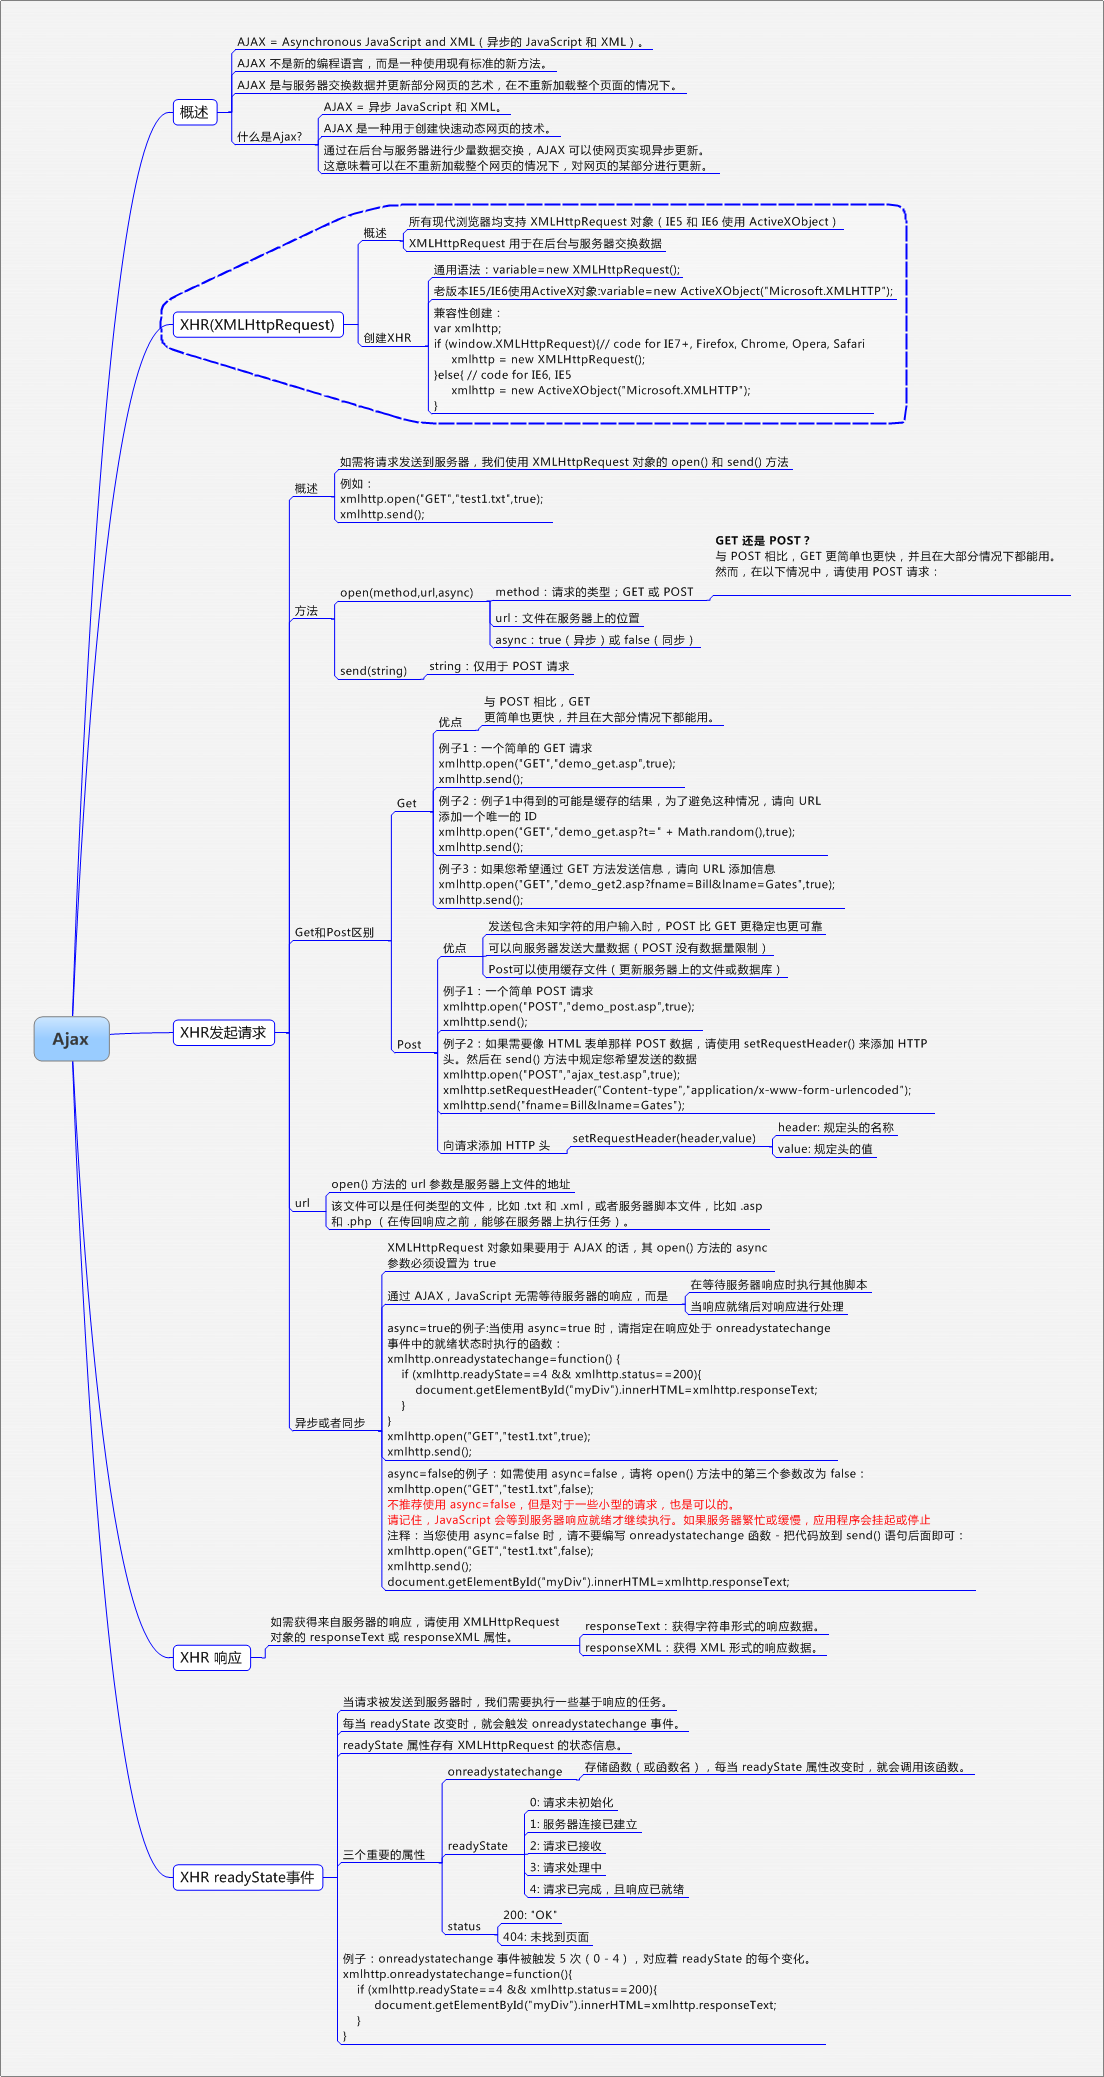 Ajax
概述
AJAX = Asynchronous JavaScript and XML（异步的 JavaScript 和 XML）。
AJAX 不是新的编程语言，而是一种使用现有标准的新方法。
AJAX 是与服务器交换数据并更新部分网页的艺术，在不重新加载整个页面的情况下。
什么是Ajax?
AJAX = 异步 JavaScript 和 XML。
AJAX 是一种用于创建快速动态网页的技术。
通过在后台与服务器进行少量数据交换，AJAX 可以使网页实现异步更新。
这意味着可以在不重新加载整个网页的情况下，对网页的某部分进行更新。
XHR(XMLHttpRequest)
概述
所有现代浏览器均支持 XMLHttpRequest 对象（IE5 和 IE6 使用 ActiveXObject）
XMLHttpRequest 用于在后台与服务器交换数据
创建XHR
通用语法：variable=new XMLHttpRequest();
老版本IE5/IE6使用ActiveX对象:variable=new ActiveXObject("Microsoft.XMLHTTP");
兼容性创建：
var xmlhttp;
if (window.XMLHttpRequest){// code for IE7+, Firefox, Chrome, Opera, Safari
xmlhttp = new XMLHttpRequest();
}else{ // code for IE6, IE5
xmlhttp = new ActiveXObject("Microsoft.XMLHTTP");
}
XHR发起请求
概述
如需将请求发送到服务器，我们使用 XMLHttpRequest 对象的 open() 和 send() 方法
例如：
xmlhttp.open("GET","test1.txt",true);
xmlhttp.send();
方法
open(method,url,async)
method：请求的类型；GET 或 POST
GET 还是 POST？
与 POST 相比，GET 更简单也更快，并且在大部分情况下都能用。
然而，在以下情况中，请使用 POST 请求：
url：文件在服务器上的位置
async：true（异步）或 false（同步）
send(string)
string：仅用于 POST 请求
Get和Post区别
Get
优点
与 POST 相比，GET
更简单也更快，并且在大部分情况下都能用。
例子1：一个简单的 GET 请求
xmlhttp.open("GET","demo_get.asp",true);
xmlhttp.send();
例子2：例子1中得到的可能是缓存的结果，为了避免这种情况，请向 URL
添加一个唯一的 ID
xmlhttp.open("GET","demo_get.asp?t=" + Math.random(),true);
xmlhttp.send();
例子3：如果您希望通过 GET 方法发送信息，请向 URL 添加信息
xmlhttp.open("GET","demo_get2.asp?fname=Bill&lname=Gates",true);
xmlhttp.send();
Post
优点
发送包含未知字符的用户输入时，POST 比 GET 更稳定也更可靠
可以向服务器发送大量数据（POST 没有数据量限制）
Post可以使用缓存文件（更新服务器上的文件或数据库）
例子1：一个简单 POST 请求
xmlhttp.open("POST","demo_post.asp",true);
xmlhttp.send();
例子2：如果需要像 HTML 表单那样 POST 数据，请使用 setRequestHeader() 来添加 HTTP
头。然后在 send() 方法中规定您希望发送的数据
xmlhttp.open("POST","ajax_test.asp",true);
xmlhttp.setRequestHeader("Content-type","application/x-www-form-urlencoded");
xmlhttp.send("fname=Bill&lname=Gates");
向请求添加 HTTP 头
setRequestHeader(header,value)
header: 规定头的名称
value: 规定头的值
url
open() 方法的 url 参数是服务器上文件的地址
该文件可以是任何类型的文件，比如 .txt 和 .xml，或者服务器脚本文件，比如 .asp
和 .php （在传回响应之前，能够在服务器上执行任务）。
异步或者同步
XMLHttpRequest 对象如果要用于 AJAX 的话，其 open() 方法的 async
参数必须设置为 true
通过 AJAX，JavaScript 无需等待服务器的响应，而是
在等待服务器响应时执行其他脚本
当响应就绪后对响应进行处理
async=true的例子:当使用 async=true 时，请指定在响应处于 onreadystatechange
事件中的就绪状态时执行的函数：
xmlhttp.onreadystatechange=function() {
if (xmlhttp.readyState==4 && xmlhttp.status==200){
document.getElementById("myDiv").innerHTML=xmlhttp.responseText;
}
}
xmlhttp.open("GET","test1.txt",true);
xmlhttp.send();
async=false的例子：如需使用 async=false，请将 open() 方法中的第三个参数改为 false：
xmlhttp.open("GET","test1.txt",false);
不推荐使用 async=false，但是对于一些小型的请求，也是可以的。
请记住，JavaScript 会等到服务器响应就绪才继续执行。如果服务器繁忙或缓慢，应用程序会挂起或停止
注释：当您使用 async=false 时，请不要编写 onreadystatechange 函数 - 把代码放到 send() 语句后面即可：
xmlhttp.open("GET","test1.txt",false);
xmlhttp.send();
document.getElementById("myDiv").innerHTML=xmlhttp.responseText;
XHR 响应
如需获得来自服务器的响应，请使用 XMLHttpRequest
对象的 responseText 或 responseXML 属性。
responseText：获得字符串形式的响应数据。
responseXML：获得 XML 形式的响应数据。
XHR readyState事件
当请求被发送到服务器时，我们需要执行一些基于响应的任务。
每当 readyState 改变时，就会触发 onreadystatechange 事件。
readyState 属性存有 XMLHttpRequest 的状态信息。
三个重要的属性
onreadystatechange
存储函数（或函数名），每当 readyState 属性改变时，就会调用该函数。
readyState
0: 请求未初始化
1: 服务器连接已建立
2: 请求已接收
3: 请求处理中
4: 请求已完成，且响应已就绪
status
200: "OK"
404: 未找到页面
例子：onreadystatechange 事件被触发 5 次（0 - 4），对应着 readyState 的每个变化。
xmlhttp.onreadystatechange=function(){
if (xmlhttp.readyState==4 && xmlhttp.status==200){
document.getElementById("myDiv").innerHTML=xmlhttp.responseText;
}
}